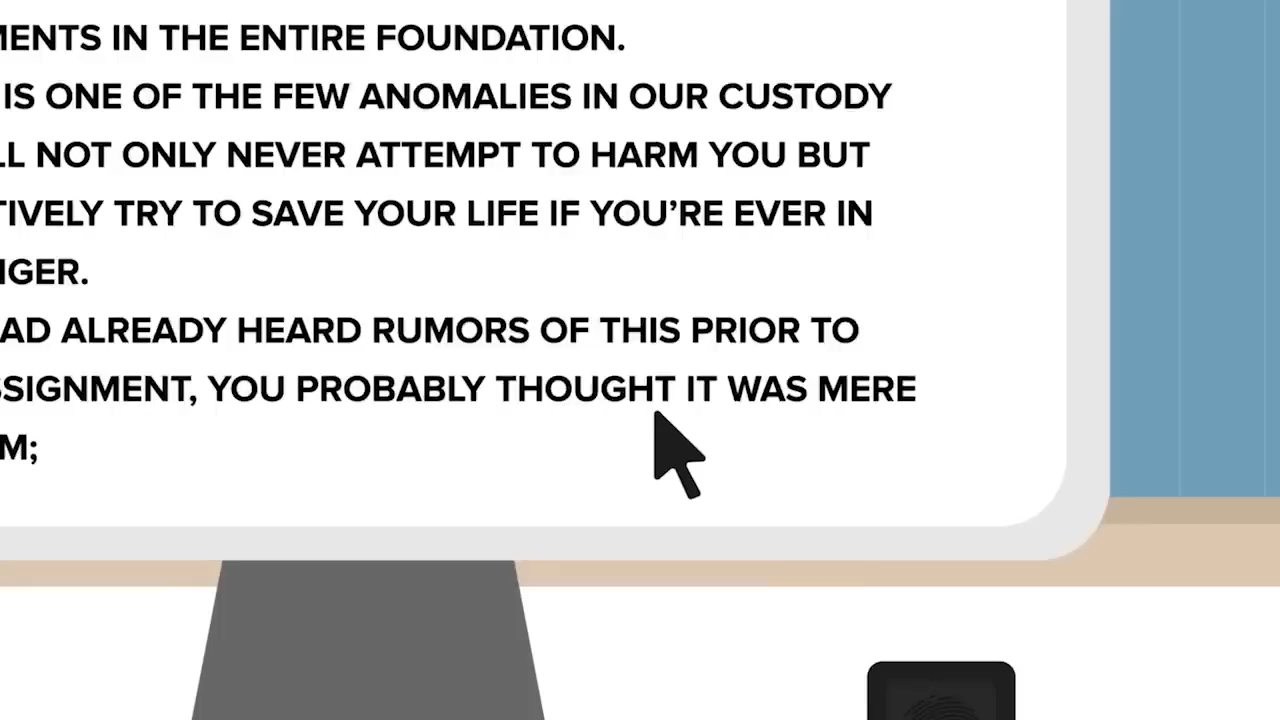 MENTS IN THE ENTIRE FOUNDATION.
IS ONE OF THE FEW ANOMALIES IN OUR CUSTODY
LL NOT ONLY NEVER ATTEMPT TO HARM YOU BUT
TIVELY TRY TO SAVE YOUR LIFE IF YOU’RE EVER IN
NGER.
AD ALREADY HEARD RUMORS OF THIS PRIOR TO
SSIGNMENT, YOU PROBABLY THOUGHT IT WAS MERE
M;